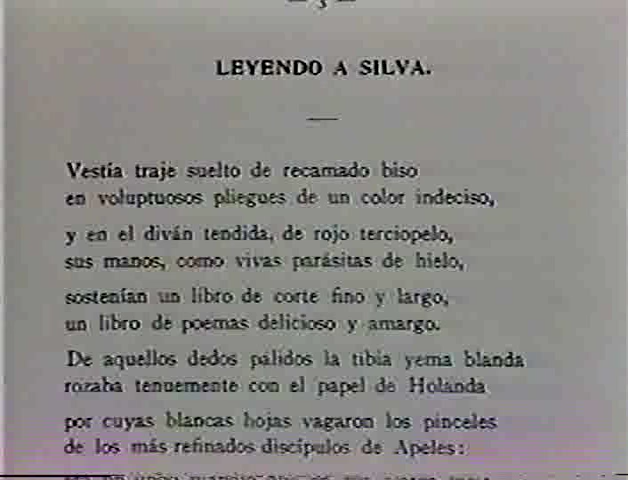 — 3 —
LEYENDO A SILVA.
Vestía traje suelto de recamado biso
en voluptuosos pliegues de un color indeciso,
y en el diván tendida, de rojo terciopelo,
sus manos, como vivas parásitas de hielo,
sostenían un libro de corte fino y largo,
un libro de poemas delicioso y amargo.
De aquellos dedos pálidos la tibia yema blanda
rozaba tenuemente con el papel de Holanda
por cuyas blancas hojas vagaron los pinceles
de los más refinados discípulos de Apeles: